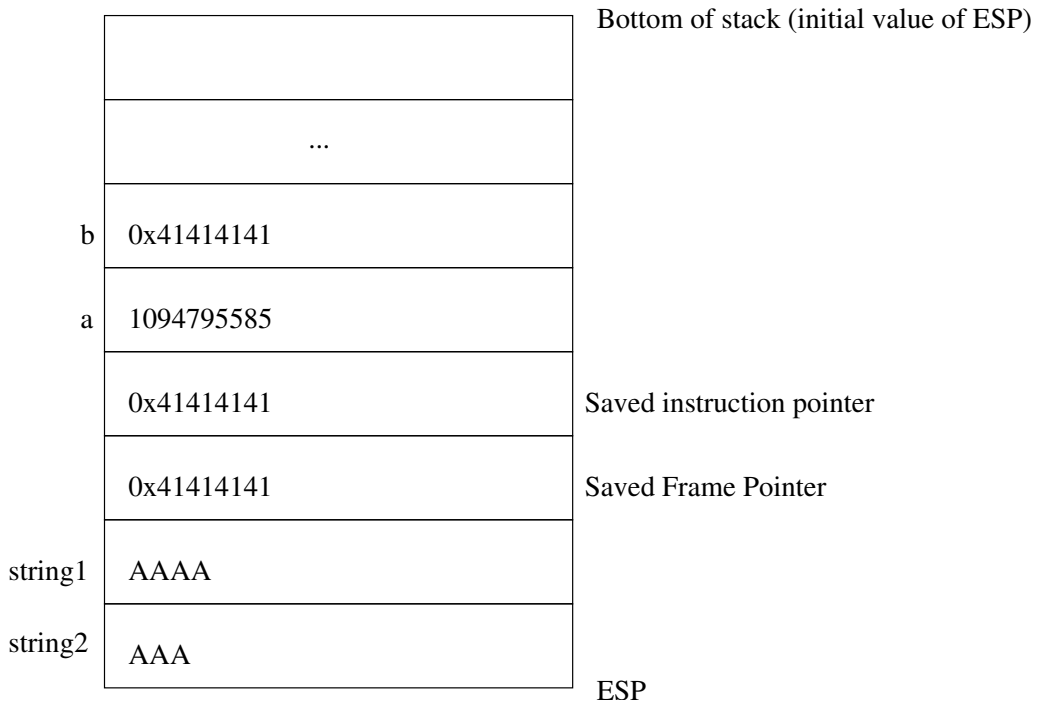 Bottom of stack (initial value of ESP)
...
b 0x41414141
a 1094795585
0x41414141 Saved instruction pointer
0x41414141 Saved Frame Pointer
string1 AAAA
string2 AAA
ESP